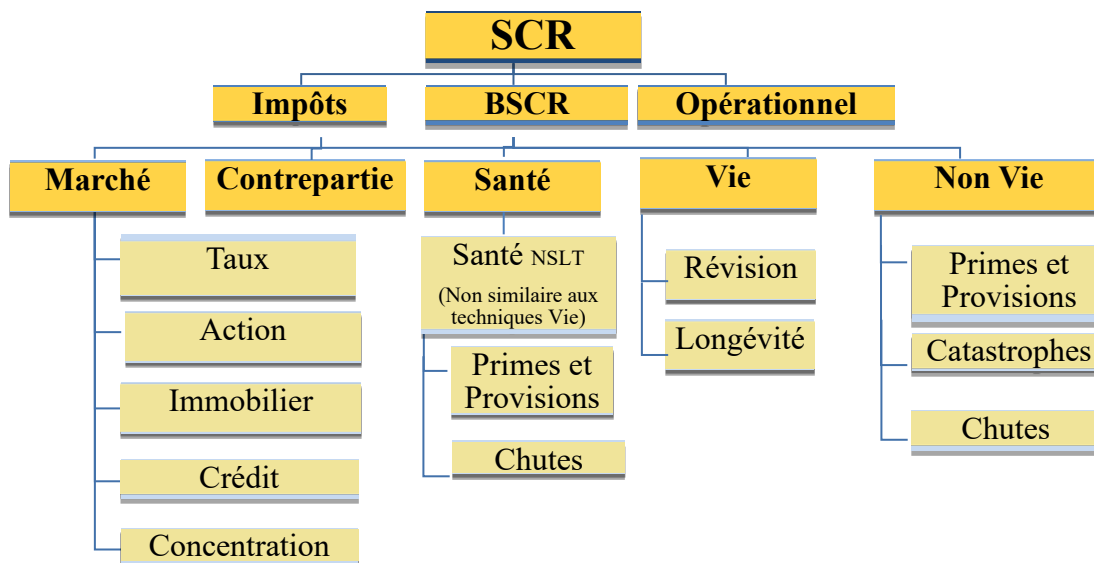 SCR
Impôts
BSCR
Opérationnel
Marché
Contrepartie
Santé
Vie
Non Vie
Taux
Action
Immobilier
Crédit
Concentration
Santé NSLT
(Non similaire aux
techniques Vie)
Primes et
Provisions
Chutes
Révision
Longévité
Primes et
Provisions
Catastrophes
Chutes